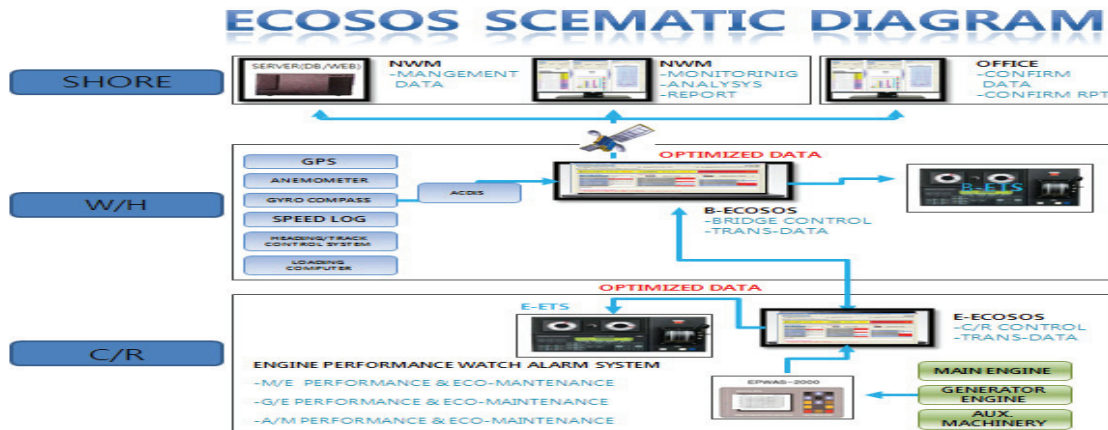 ECOSOS SCEMATIC DIAGRAM
SHORE
SERVER(DB/WEB)
NWM
-MANGEMENT
DATA
NWM
-MONITORINIG
-ANALYSYS
-REPORT
OFFICE
-CONFIRM
DATA
-CONFIRM RPT
W/H
GPS
ANEMOMETER
GYRO COMPASS
SPEED LOG
HEADING/TRACK
CONTROL SYSTEM
LOADING
COMPUTER
ACDIS
OPTIMIZED DATA
B-ECOSOS
-BRIDGE CONTROL
-TRANS-DATA
B-ETS
C/R
OPTIMIZED DATA
E-ETS
E-ECOSOS
-C/R CONTROL
-TRANS-DATA
ENGINE PERFORMANCE WATCH ALARM SYSTEM
-M/E PERFORMANCE & ECO-MANTENANCE
-G/E PERFORMANCE & ECO-MAINTENANCE
-A/M PERFORMANCE & ECO-MAINTENANCE
EPWAS-2000
MAIN ENGINE
GENERATOR
ENGINE
AUX.
MACHINERY